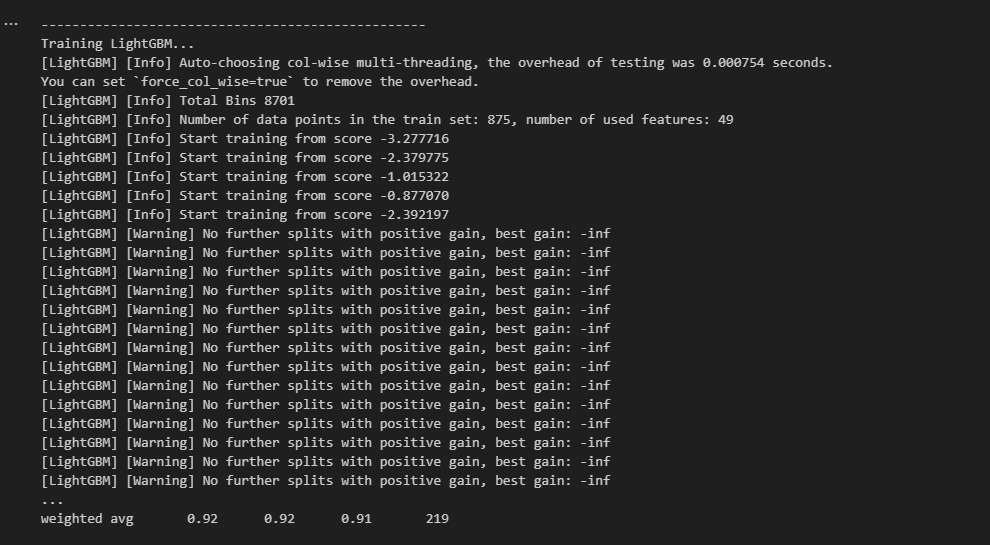 ...
--------------------------------------------------
Training LightGBM...
[LightGBM] [Info] Auto-choosing col-wise multi-threading, the overhead of testing was 0.000754 seconds.
You can set `force_col_wise=true` to remove the overhead.
[LightGBM] [Info] Total Bins 8701
[LightGBM] [Info] Number of data points in the train set: 875, number of used features: 49
[LightGBM] [Info] Start training from score -3.277716
[LightGBM] [Info] Start training from score -2.379775
[LightGBM] [Info] Start training from score -1.015322
[LightGBM] [Info] Start training from score -0.877070
[LightGBM] [Info] Start training from score -2.392197
[LightGBM] [Warning] No further splits with positive gain, best gain: -inf
[LightGBM] [Warning] No further splits with positive gain, best gain: -inf
[LightGBM] [Warning] No further splits with positive gain, best gain: -inf
[LightGBM] [Warning] No further splits with positive gain, best gain: -inf
[LightGBM] [Warning] No further splits with positive gain, best gain: -inf
[LightGBM] [Warning] No further splits with positive gain, best gain: -inf
[LightGBM] [Warning] No further splits with positive gain, best gain: -inf
[LightGBM] [Warning] No further splits with positive gain, best gain: -inf
[LightGBM] [Warning] No further splits with positive gain, best gain: -inf
[LightGBM] [Warning] No further splits with positive gain, best gain: -inf
[LightGBM] [Warning] No further splits with positive gain, best gain: -inf
[LightGBM] [Warning] No further splits with positive gain, best gain: -inf
[LightGBM] [Warning] No further splits with positive gain, best gain: -inf
[LightGBM] [Warning] No further splits with positive gain, best gain: -inf
...
weighted avg       0.92      0.92      0.91       219